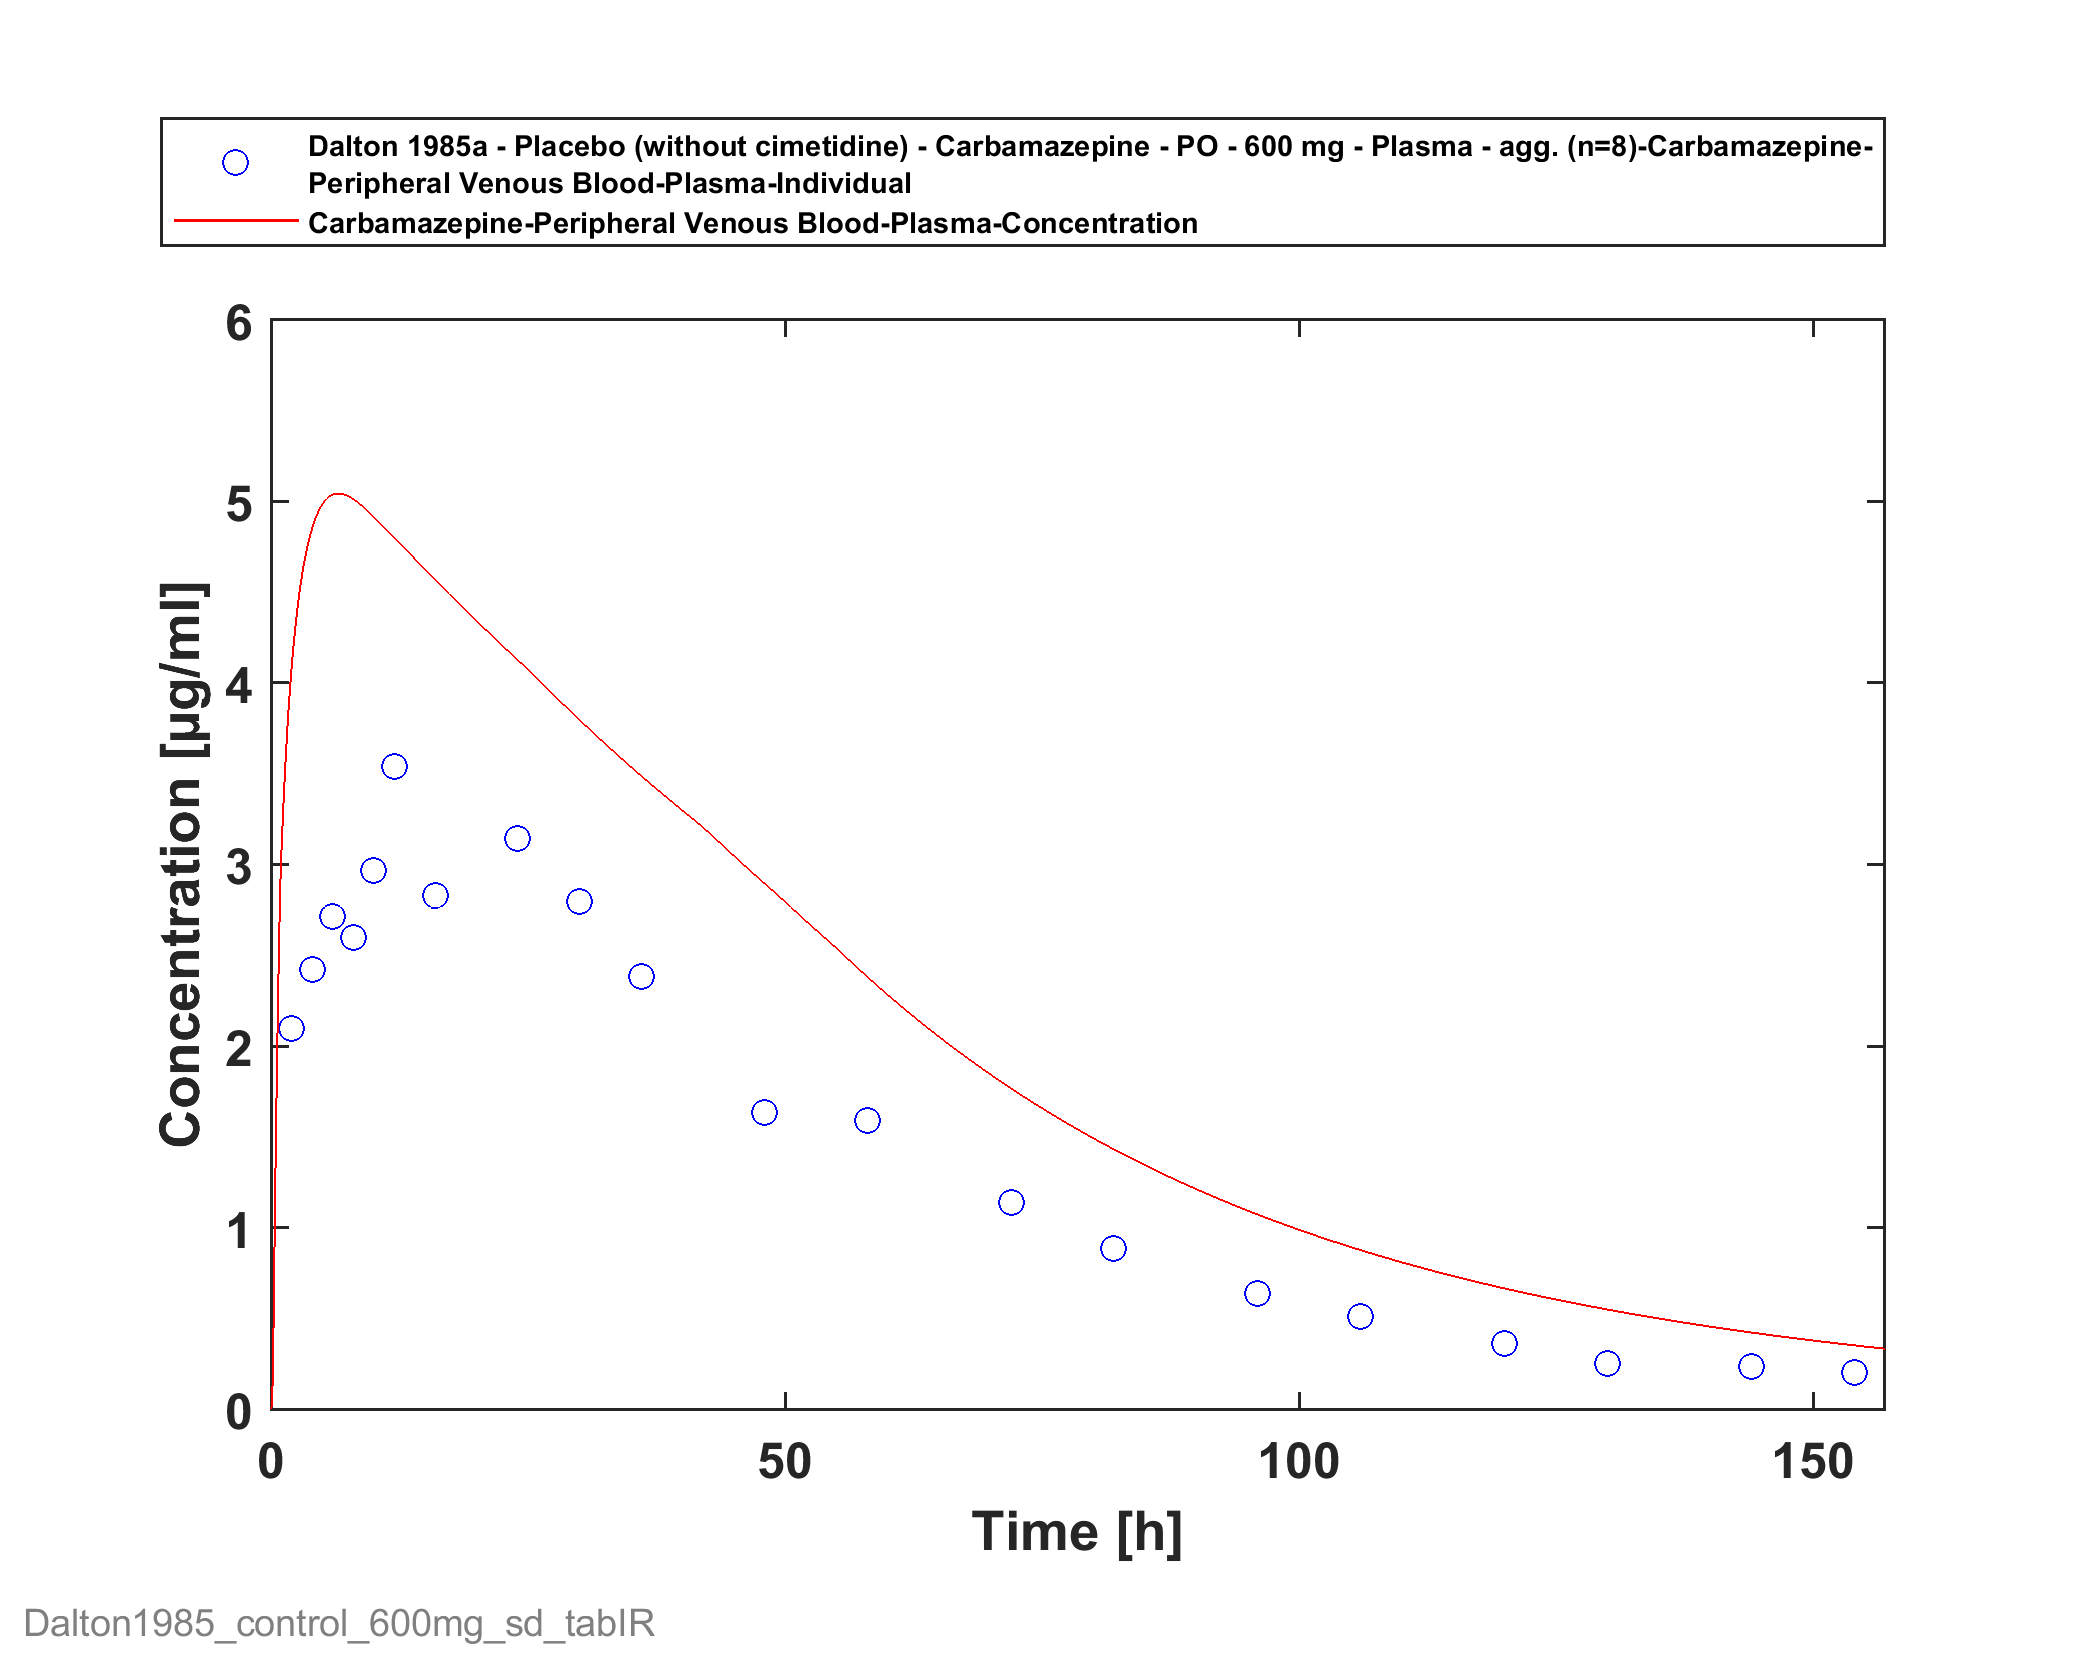 Dalton 1985a - Placebo (without cimetidine) - Carbamazepine - PO - 600 mg - Plasma - agg. (n=8)-Carbamazepine-
Peripheral Venous Blood-Plasma-Individual
Carbamazepine-Peripheral Venous Blood-Plasma-Concentration
6
5
4
3
2
1
0
Concentration [µg/ml]
0 50 100 150
Time [h]
Dalton1985_control_600mg_sd_tabIR